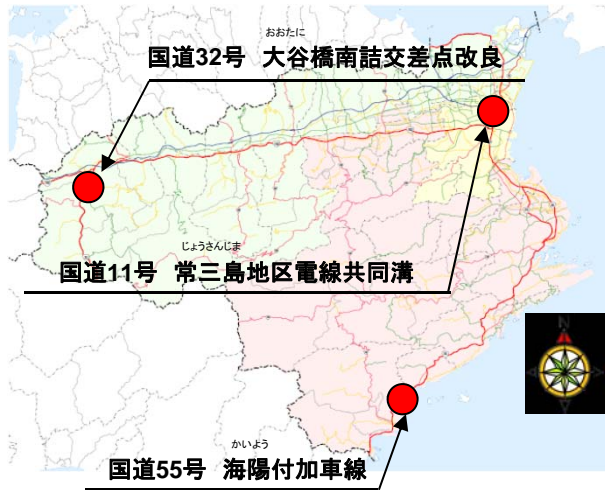 おおたに
国道32号 大谷橋南詰交差点改良
じょうさんじま
国道11号 常三島地区電線共同溝
N
かいよう
国道55号 海陽付加車線